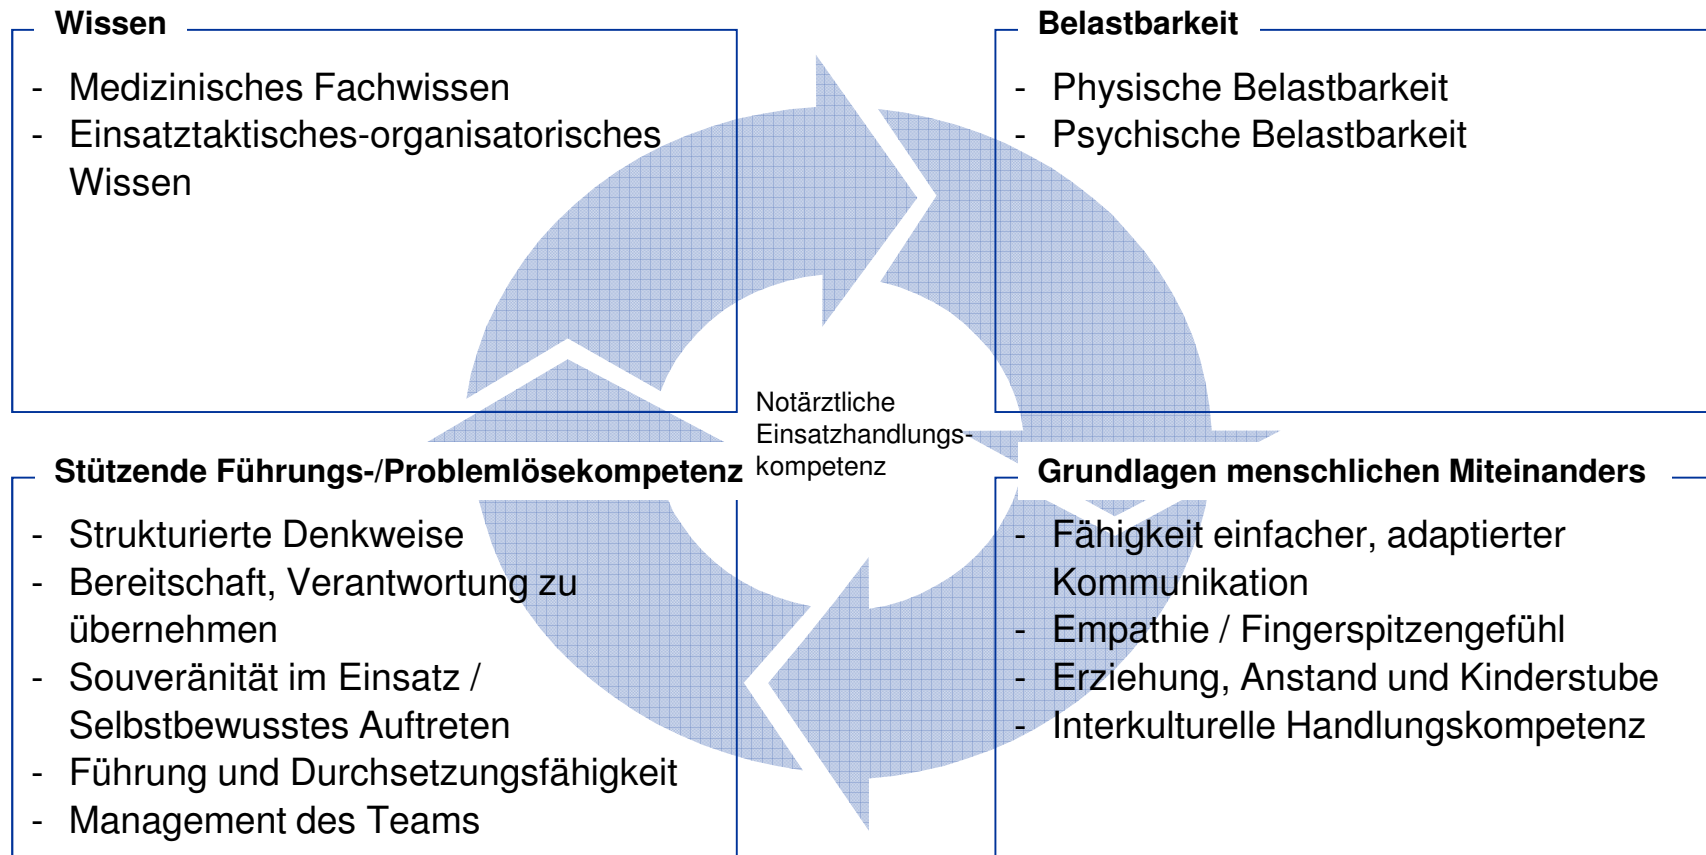 Wissen
- Medizinisches Fachwissen
- Einsatztaktisches-organisatorisches
Wissen
Belastbarkeit
- Physische Belastbarkeit
- Psychische Belastbarkeit
Notärztliche
Einsatzhandlungs-
kompetenz
Stützende Führungs-/Problemlösekompetenz
- Strukturierte Denkweise
- Bereitschaft, Verantwortung zu
übernehmen
- Souveränität im Einsatz /
Selbstbewusstes Auftreten
- Führung und Durchsetzungsfähigkeit
- Management des Teams
Grundlagen menschlichen Miteinanders
- Fähigkeit einfacher, adaptierter
Kommunikation
- Empathie / Fingerspitzengefühl
- Erziehung, Anstand und Kinderstube
- Interkulturelle Handlungskompetenz